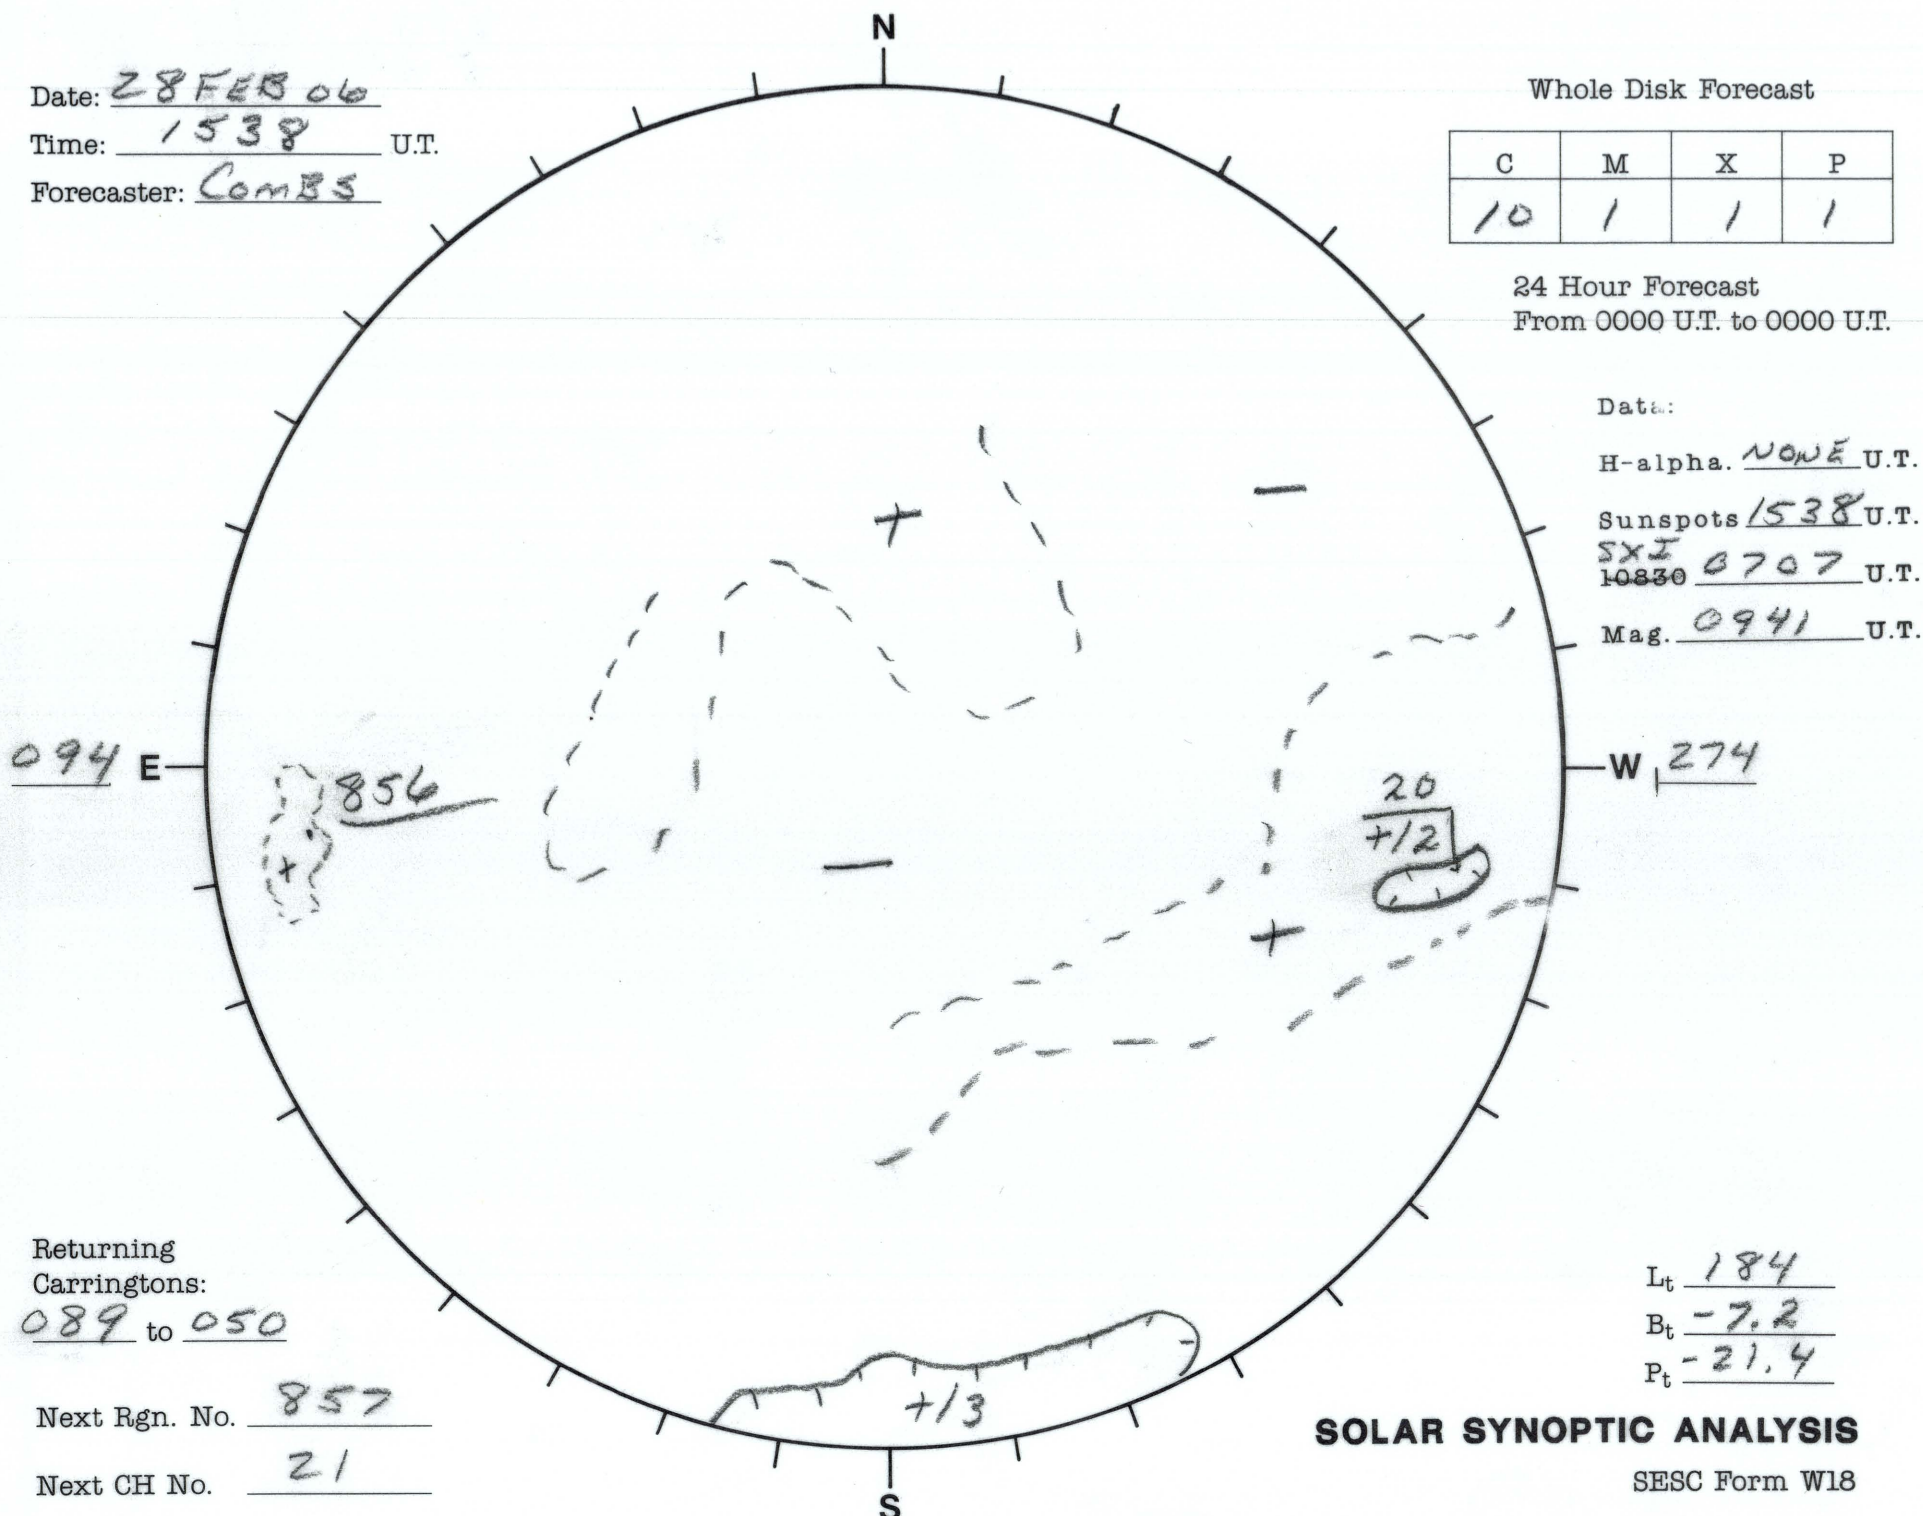 N
Date: 28 FEB 06
Time: 1538 U.T.
Forecaster: COMBS
Whole Disk Forecast
C M X P
10 1 1 1
24 Hour Forecast
From 0000 U.T. to 0000 U.T.
Data:
H-alpha. NONE U.T.
Sunspots 1538 U.T.
SXI
10830 0707 U.T.
Mag. 0941 U.T.
+
—
094 E
W 274
856
+
20
+/2
—
+
+/3
Returning
Carringtons:
089 to 050
Next Rgn. No. 857
Next CH No. 21
Lt 184
Bt -7.2
Pt -21.4
SOLAR SYNOPTIC ANALYSIS
SESC Form W18
S